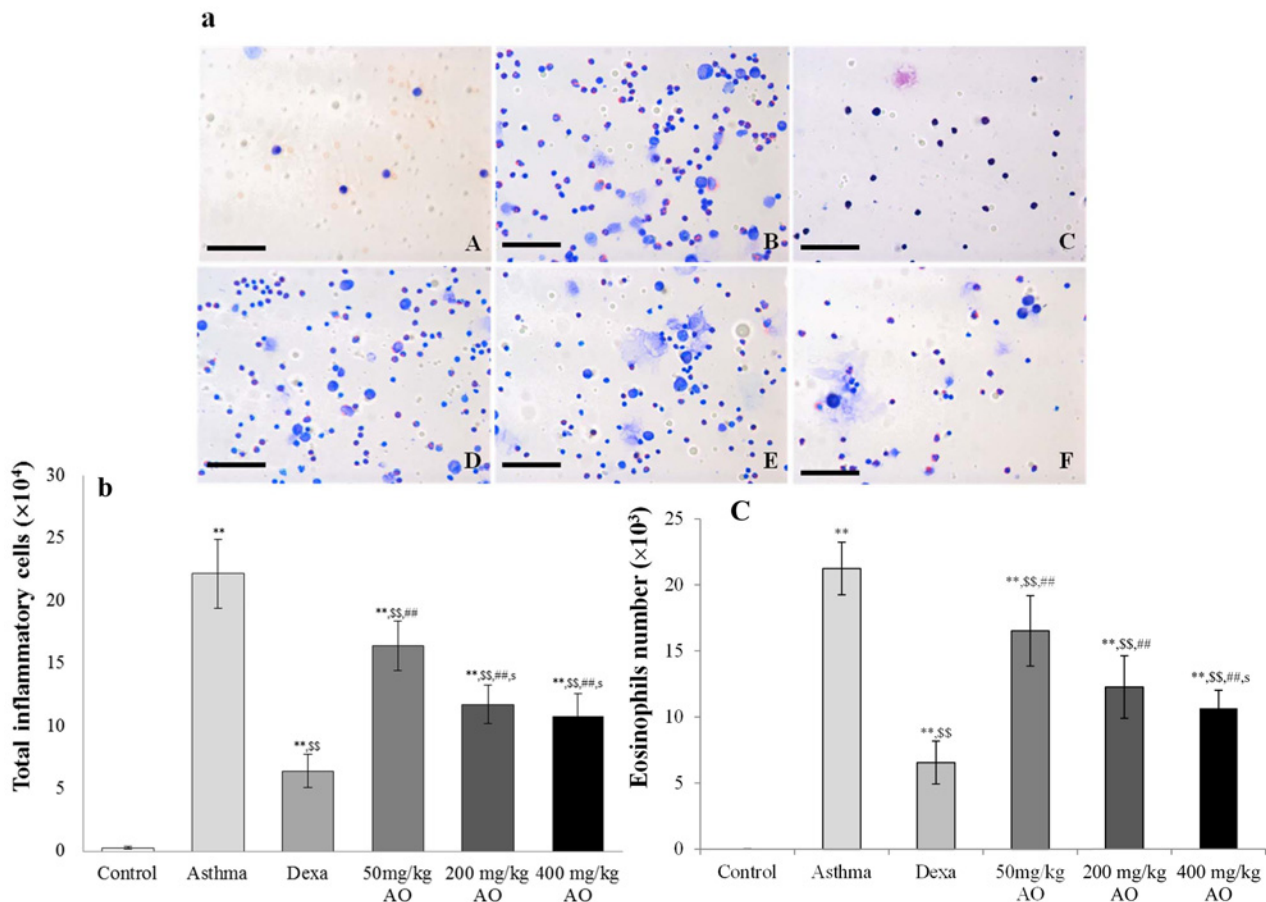 a
A
B
C
D
E
F
b
Total inflammatory cells (×10⁴)
30
25
20
15
10
5
0
**
**,$$
**,$$,##
**,$$,##,s
**,$$,##,s
Control
Asthma
Dexa
50mg/kg
AO
200 mg/kg
AO
400 mg/kg
AO
C
Eosinophils number (×10³)
25
20
15
10
5
0
**
**,$$
**,$$,##
**,$$,##
**,$$,##,s
Control
Asthma
Dexa
50mg/kg
AO
200 mg/kg
AO
400 mg/kg
AO